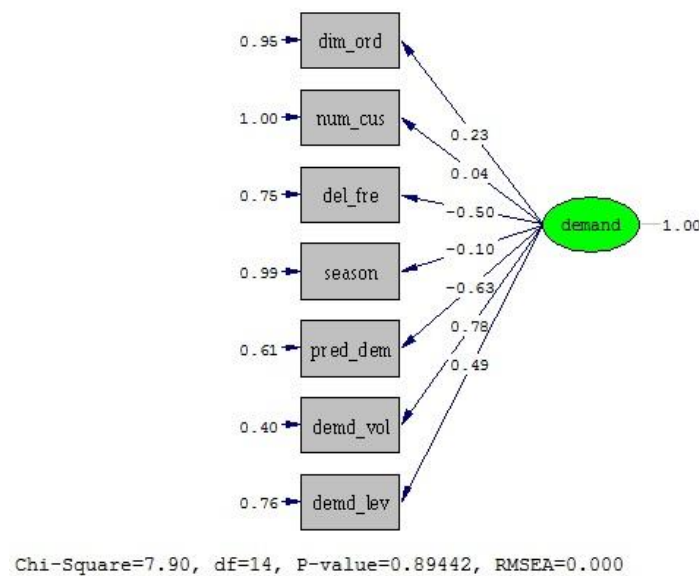 0.95 dim_ord
1.00 num_cus 0.23
0.04
0.75 del_fre -0.50
demand 1.00
-0.10
0.99 season
-0.63
0.61 pred_dem 0.78
0.49
0.40 demd_vol
0.76 demd_lev
Chi-Square=7.90, df=14, P-value=0.89442, RMSEA=0.000